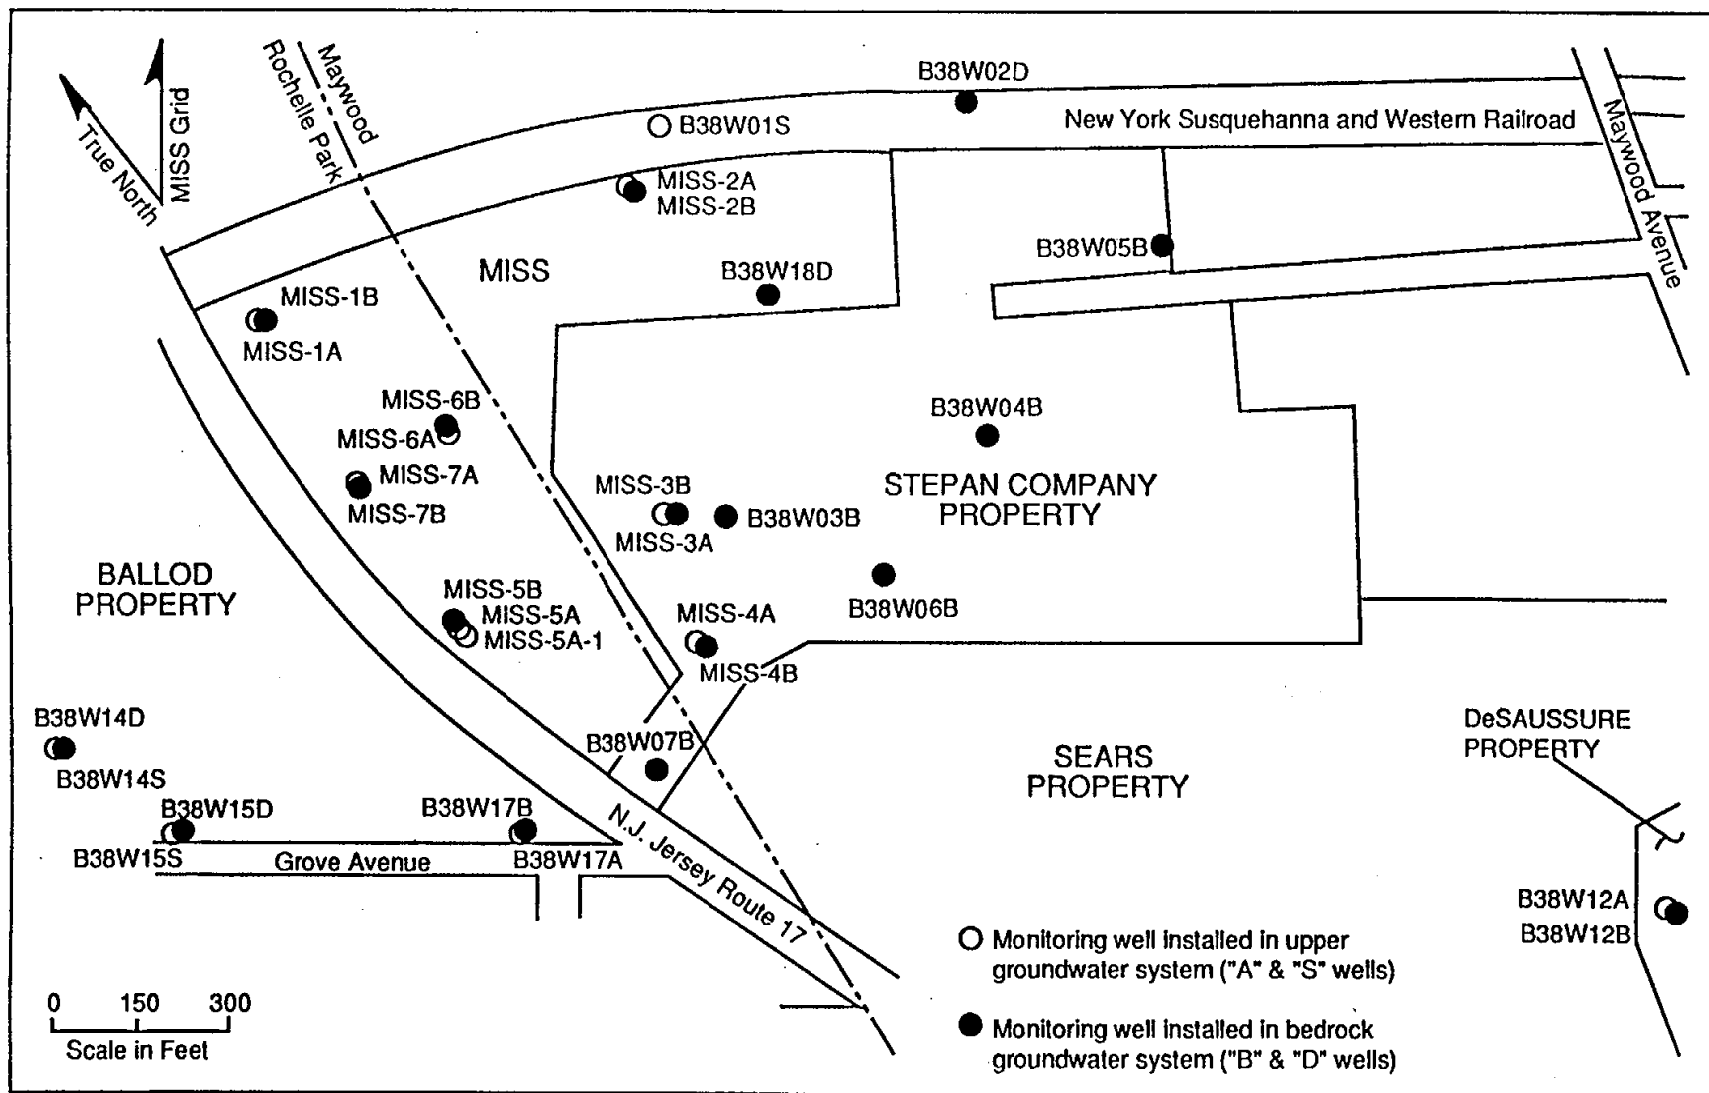 MISS Grid
True North
Maywood
Rochelle Park
B38W02D
B38W01S
New York Susquehanna and Western Railroad
Maywood Avenue
MISS-2A
MISS-2B
B38W05B
MISS
B38W18D
MISS-1B
MISS-1A
MISS-6B
MISS-6A
B38W04B
MISS-7A
MISS-7B
MISS-3B
MISS-3A
B38W03B
STEPAN COMPANY
PROPERTY
BALLOD
PROPERTY
MISS-5B
MISS-5A
MISS-5A-1
B38W06B
MISS-4A
MISS-4B
B38W14D
B38W14S
B38W07B
SEARS
PROPERTY
DeSAUSSURE
PROPERTY
B38W15D
B38W15S
B38W17B
B38W17A
Grove Avenue
N.J. Jersey Route 17
B38W12A
B38W12B
Monitoring well installed in upper
groundwater system ("A" & "S" wells)
Monitoring well installed in bedrock
groundwater system ("B" & "D" wells)
0 150 300
Scale in Feet